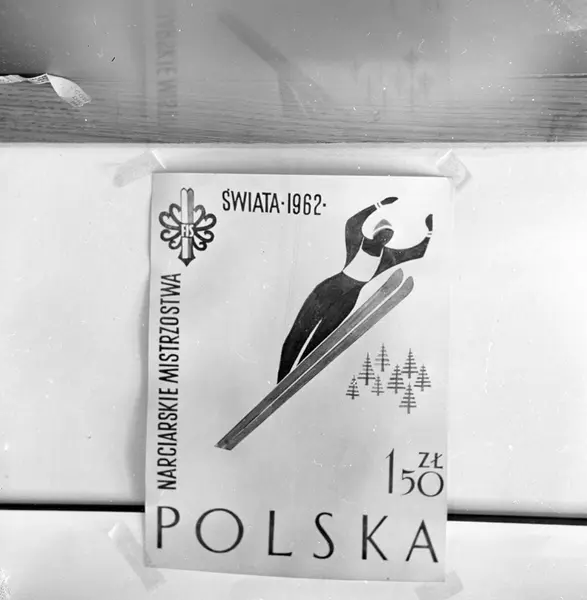 NARCIARSKIE MISTRZOSTWA
ŚWIATA·1962·
FIS
1 50 ZŁ
POLSKA